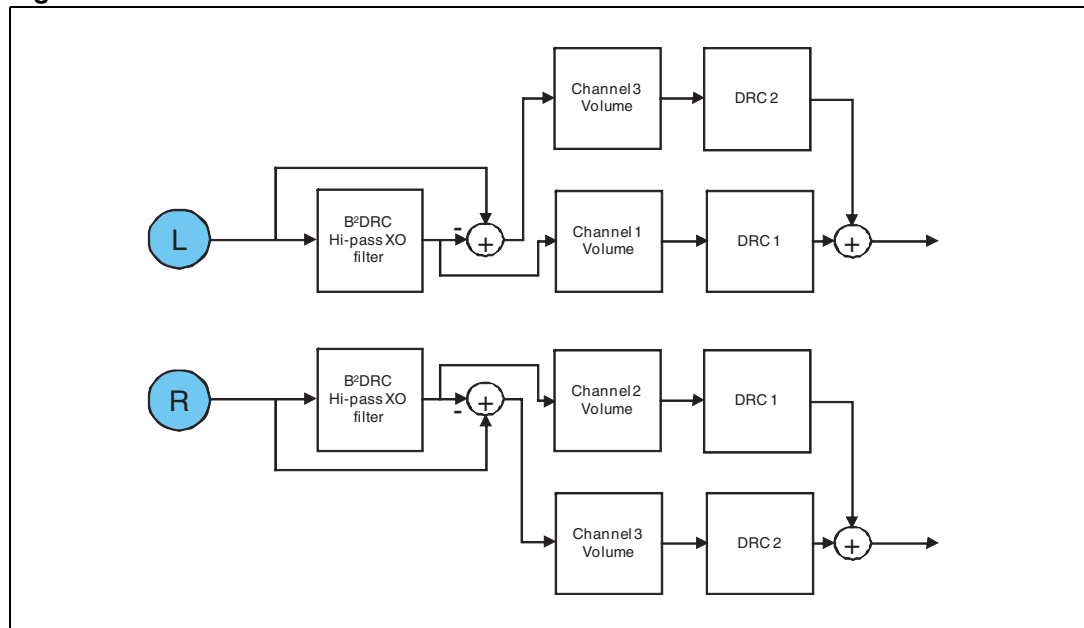 Channel 3
Volume
DRC 2
L
B²DRC
Hi-pass XO
filter
-
+
Channel 1
Volume
DRC 1
+
R
B²DRC
Hi-pass XO
filter
-
+
Channel 2
Volume
DRC 1
Channel 3
Volume
DRC 2
+